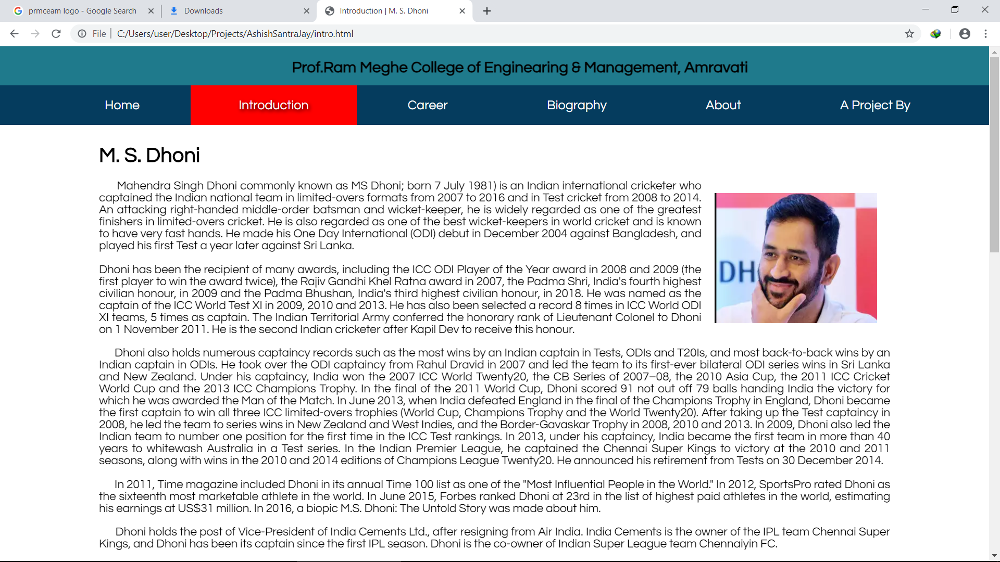 prmceam logo - Google Search
Downloads
Introduction | M. S. Dhoni
File
C:/Users/user/Desktop/Projects/AshishSantraJay/intro.html
Prof.Ram Meghe College of Enginearing & Management, Amravati
Home
Introduction
Career
Biography
About
A Project By
M. S. Dhoni
Mahendra Singh Dhoni commonly known as MS Dhoni; born 7 July 1981) is an Indian international cricketer who
captained the Indian national team in limited-overs formats from 2007 to 2016 and in Test cricket from 2008 to 2014.
An attacking right-handed middle-order batsman and wicket-keeper, he is widely regarded as one of the greatest
finishers in limited-overs cricket. He is also regarded as one of the best wicket-keepers in world cricket and is known
to have very fast hands. He made his One Day International (ODI) debut in December 2004 against Bangladesh, and
played his first Test a year later against Sri Lanka.
DH
Dhoni has been the recipient of many awards, including the ICC ODI Player of the Year award in 2008 and 2009 (the
first player to win the award twice), the Rajiv Gandhi Khel Ratna award in 2007, the Padma Shri, India's fourth highest
civilian honour, in 2009 and the Padma Bhushan, India's third highest civilian honour, in 2018. He was named as the
captain of the ICC World Test XI in 2009, 2010 and 2013. He has also been selected a record 8 times in ICC World ODI
XI teams, 5 times as captain. The Indian Territorial Army conferred the honorary rank of Lieutenant Colonel to Dhoni
on 1 November 2011. He is the second Indian cricketer after Kapil Dev to receive this honour.
Dhoni also holds numerous captaincy records such as the most wins by an Indian captain in Tests, ODIs and T20Is, and most back-to-back wins by an
Indian captain in ODIs. He took over the ODI captaincy from Rahul Dravid in 2007 and led the team to its first-ever bilateral ODI series wins in Sri Lanka
and New Zealand. Under his captaincy, India won the 2007 ICC World Twenty20, the CB Series of 2007–08, the 2010 Asia Cup, the 2011 ICC Cricket
World Cup and the 2013 ICC Champions Trophy. In the final of the 2011 World Cup, Dhoni scored 91 not out off 79 balls handing India the victory for
which he was awarded the Man of the Match. In June 2013, when India defeated England in the final of the Champions Trophy in England, Dhoni became
the first captain to win all three ICC limited-overs trophies (World Cup, Champions Trophy and the World Twenty20). After taking up the Test captaincy in
2008, he led the team to series wins in New Zealand and West Indies, and the Border-Gavaskar Trophy in 2008, 2010 and 2013. In 2009, Dhoni also led the
Indian team to number one position for the first time in the ICC Test rankings. In 2013, under his captaincy, India became the first team in more than 40
years to whitewash Australia in a Test series. In the Indian Premier League, he captained the Chennai Super Kings to victory at the 2010 and 2011
seasons, along with wins in the 2010 and 2014 editions of Champions League Twenty20. He announced his retirement from Tests on 30 December 2014.
In 2011, Time magazine included Dhoni in its annual Time 100 list as one of the "Most Influential People in the World." In 2012, SportsPro rated Dhoni as
the sixteenth most marketable athlete in the world. In June 2015, Forbes ranked Dhoni at 23rd in the list of highest paid athletes in the world, estimating
his earnings at US$31 million. In 2016, a biopic M.S. Dhoni: The Untold Story was made about him.
Dhoni holds the post of Vice-President of India Cements Ltd., after resigning from Air India. India Cements is the owner of the IPL team Chennai Super
Kings, and Dhoni has been its captain since the first IPL season. Dhoni is the co-owner of Indian Super League team Chennaiyin FC.